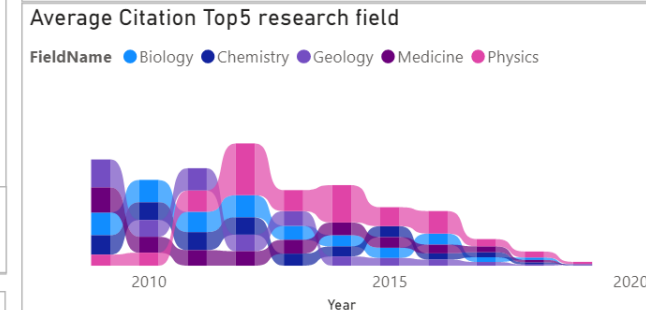 Average Citation Top5 research field
FieldName Biology Chemistry Geology Medicine Physics
2010 2015 2020
Year